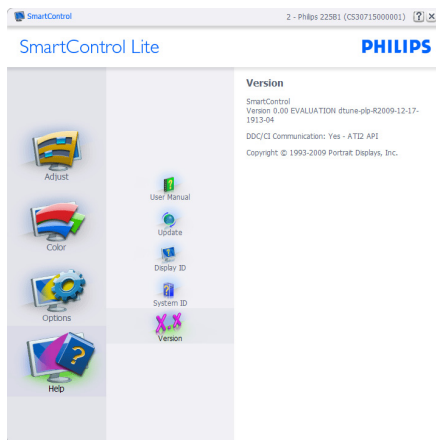 SmartControl
2 - Philips 225B1 (CS30715000001)
SmartControl Lite
PHILIPS
Adjust
Color
Options
Help
User Manual
Update
Display ID
System ID
X.X
Version
Version
SmartControl
Version 0.00 EVALUATION dtune-plp-R2009-12-17-
1913-04
DDC/CI Communication: Yes - ATI2 API
Copyright © 1993-2009 Portrait Displays, Inc.